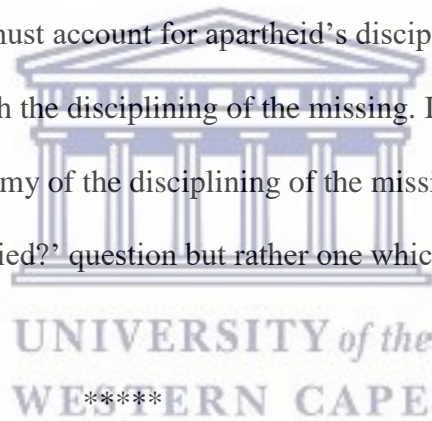 must account for apartheid’s discip
h the disciplining of the missing. I
my of the disciplining of the missi
ied?’ question but rather one which
UNIVERSITY of the
*****
WESTERN CAPE